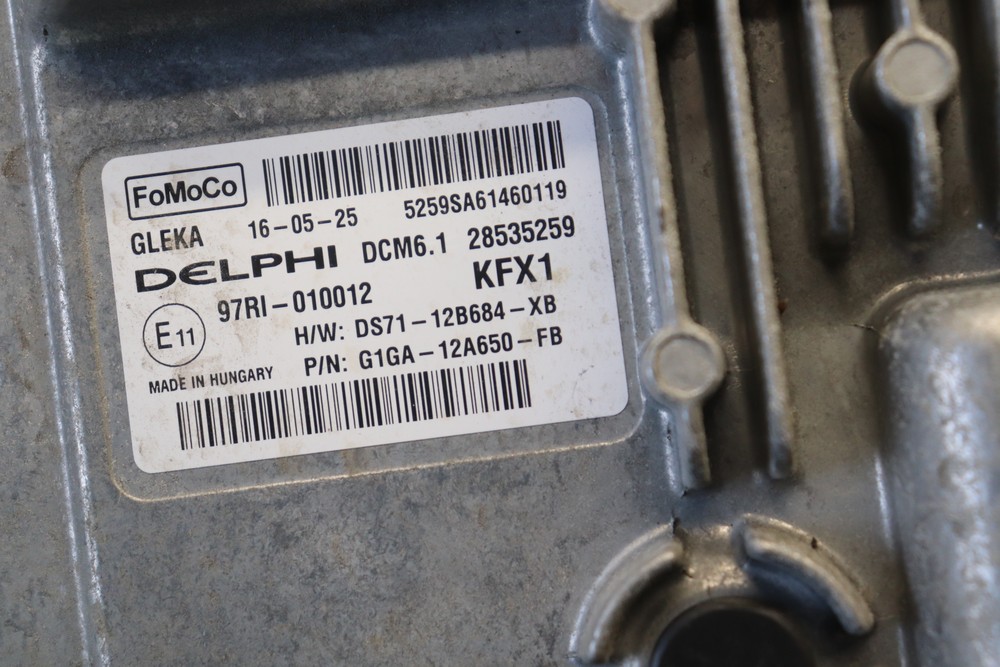 FoMoCo
16-05-25 5259SA61460119
GLEKA
DELPHI DCM6.1 28535259
KFX1
97RI-010012
E11
H/W: DS71-12B684-XB
P/N: G1GA-12A650-FB
MADE IN HUNGARY